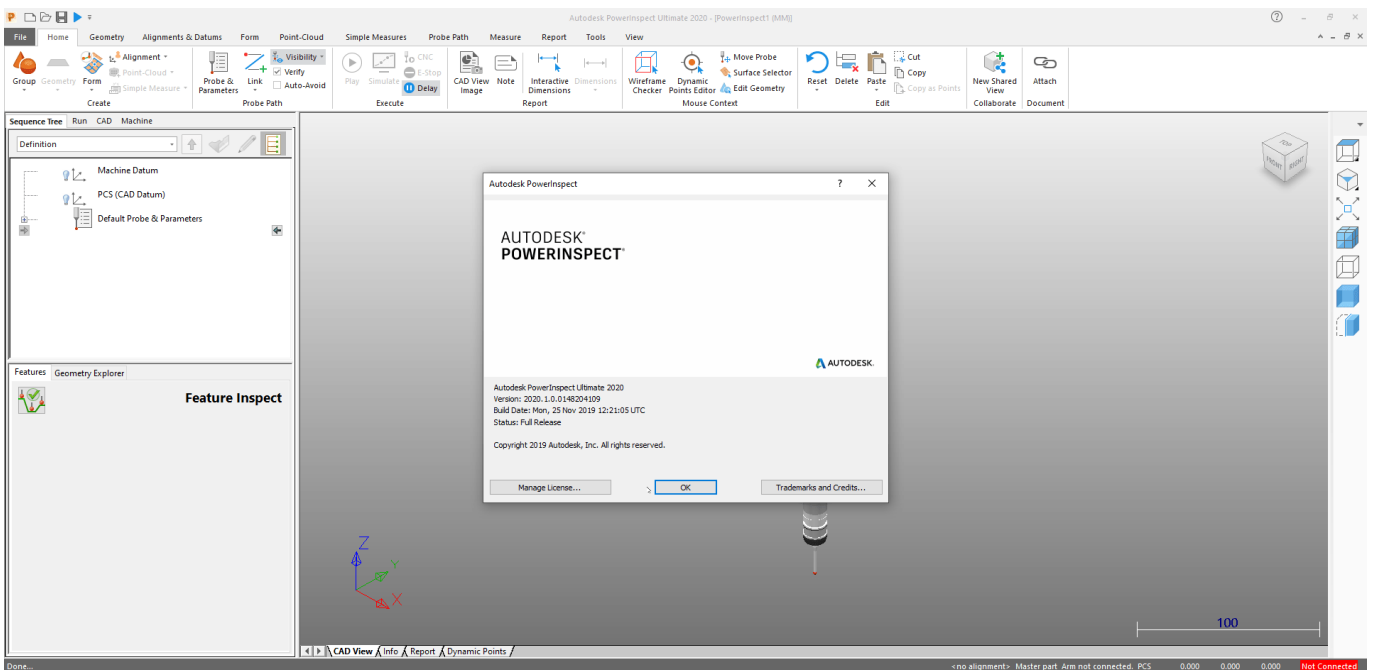 Autodesk PowerInspect Ultimate 2020 - [PowerInspect1 (MM)]
File Home Geometry Alignments & Datums Form Point-Cloud Simple Measures Probe Path Measure Report Tools View
Group Geometry Form Alignment Point-Cloud Simple Measure
Create
Probe & Parameters Link Visibility Verify Auto-Avoid
Probe Path
Play Simulate To CNC E-Stop Delay
Execute
CAD View Image Note Interactive Dimensions Dimensions
Report
Wireframe Checker Dynamic Points Editor Move Probe Surface Selector Edit Geometry
Mouse Context
Reset Delete Paste Cut Copy Copy as Points
Edit
New Shared View
Collaborate
Attach
Document
Sequence Tree Run CAD Machine
Definition
Machine Datum
PCS (CAD Datum)
Default Probe & Parameters
Features Geometry Explorer
Feature Inspect
TOP
FRONT RIGHT
Autodesk PowerInspect ?
AUTODESK®
POWERINSPECT®
AUTODESK.
Autodesk PowerInspect Ultimate 2020
Version: 2020.1.0.0148204109
Build Date: Mon, 25 Nov 2019 12:21:05 UTC
Status: Full Release
Copyright 2019 Autodesk, Inc. All rights reserved.
Manage License... OK Trademarks and Credits...
Z
Y
X
100
CAD View Info Report Dynamic Points
Done... <no alignment> Master part Arm not connected. PCS 0.000 0.000 0.000 Not Connected